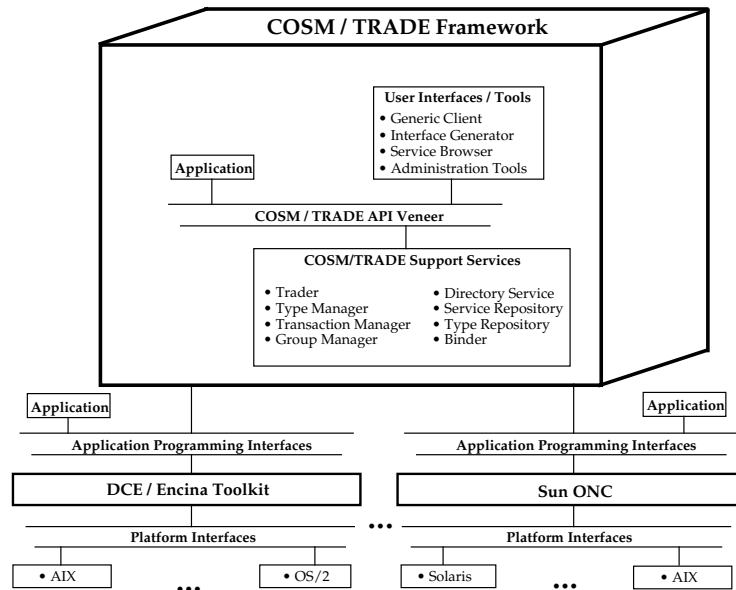 COSM / TRADE Framework
User Interfaces / Tools
• Generic Client
• Interface Generator
• Service Browser
• Administration Tools
Application
COSM / TRADE API Veneer
COSM/TRADE Support Services
• Trader
• Type Manager
• Transaction Manager
• Group Manager
• Directory Service
• Service Repository
• Type Repository
• Binder
Application
Application
Application Programming Interfaces
Application Programming Interfaces
DCE / Encina Toolkit
Sun ONC
•••
Platform Interfaces
Platform Interfaces
• AIX
•••
• OS/2
• Solaris
•••
• AIX